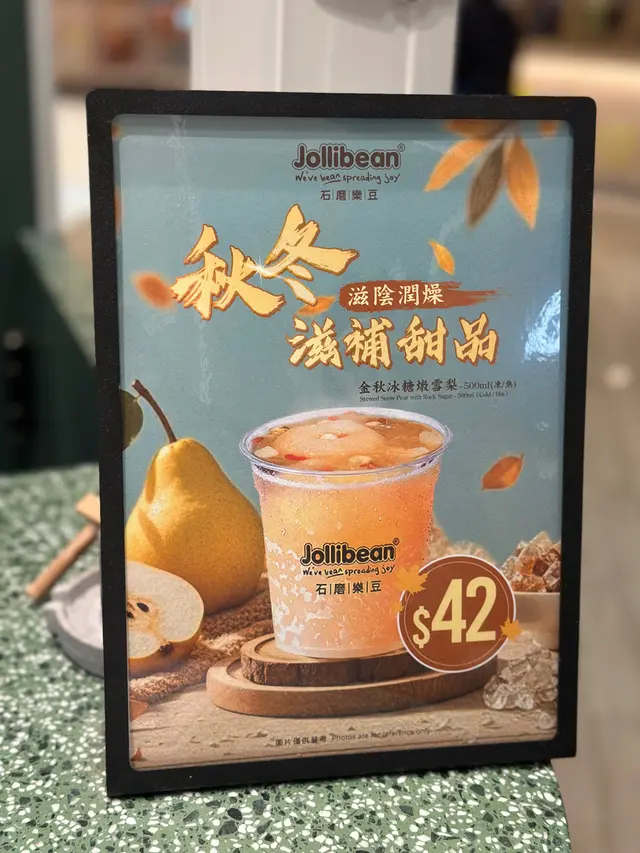 Jollibean®
We've bean spreading joy
石|磨|樂|豆
秋冬
滋陰潤燥
滋補甜品
金秋冰糖燉雪梨-500ml(凍/熱)
Stewed Snow Pear with Rock Sugar - 500ml (Cold / Hot)
Jollibean®
We've bean spreading joy
石|磨|樂|豆
$42
圖片僅供參考 Photos are for reference only